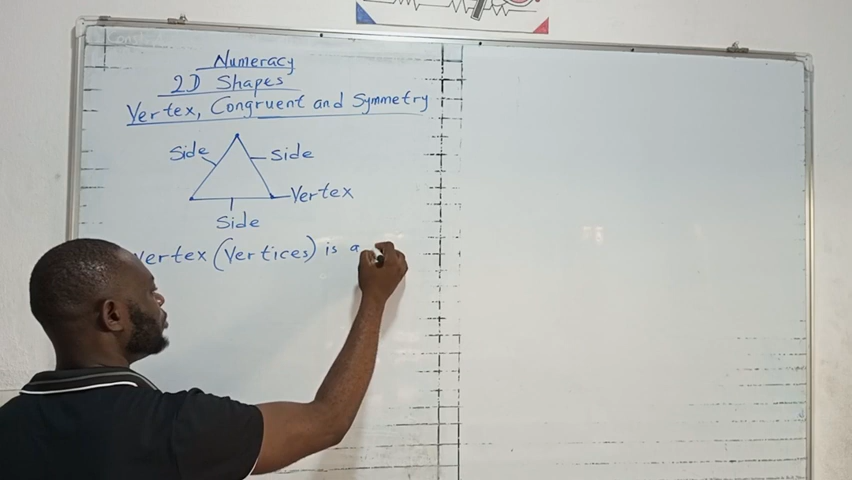 Numeracy
2D Shapes
Vertex, Congruent and Symmetry
Side
Side
Vertex
Side
Vertex (Vertices) is a